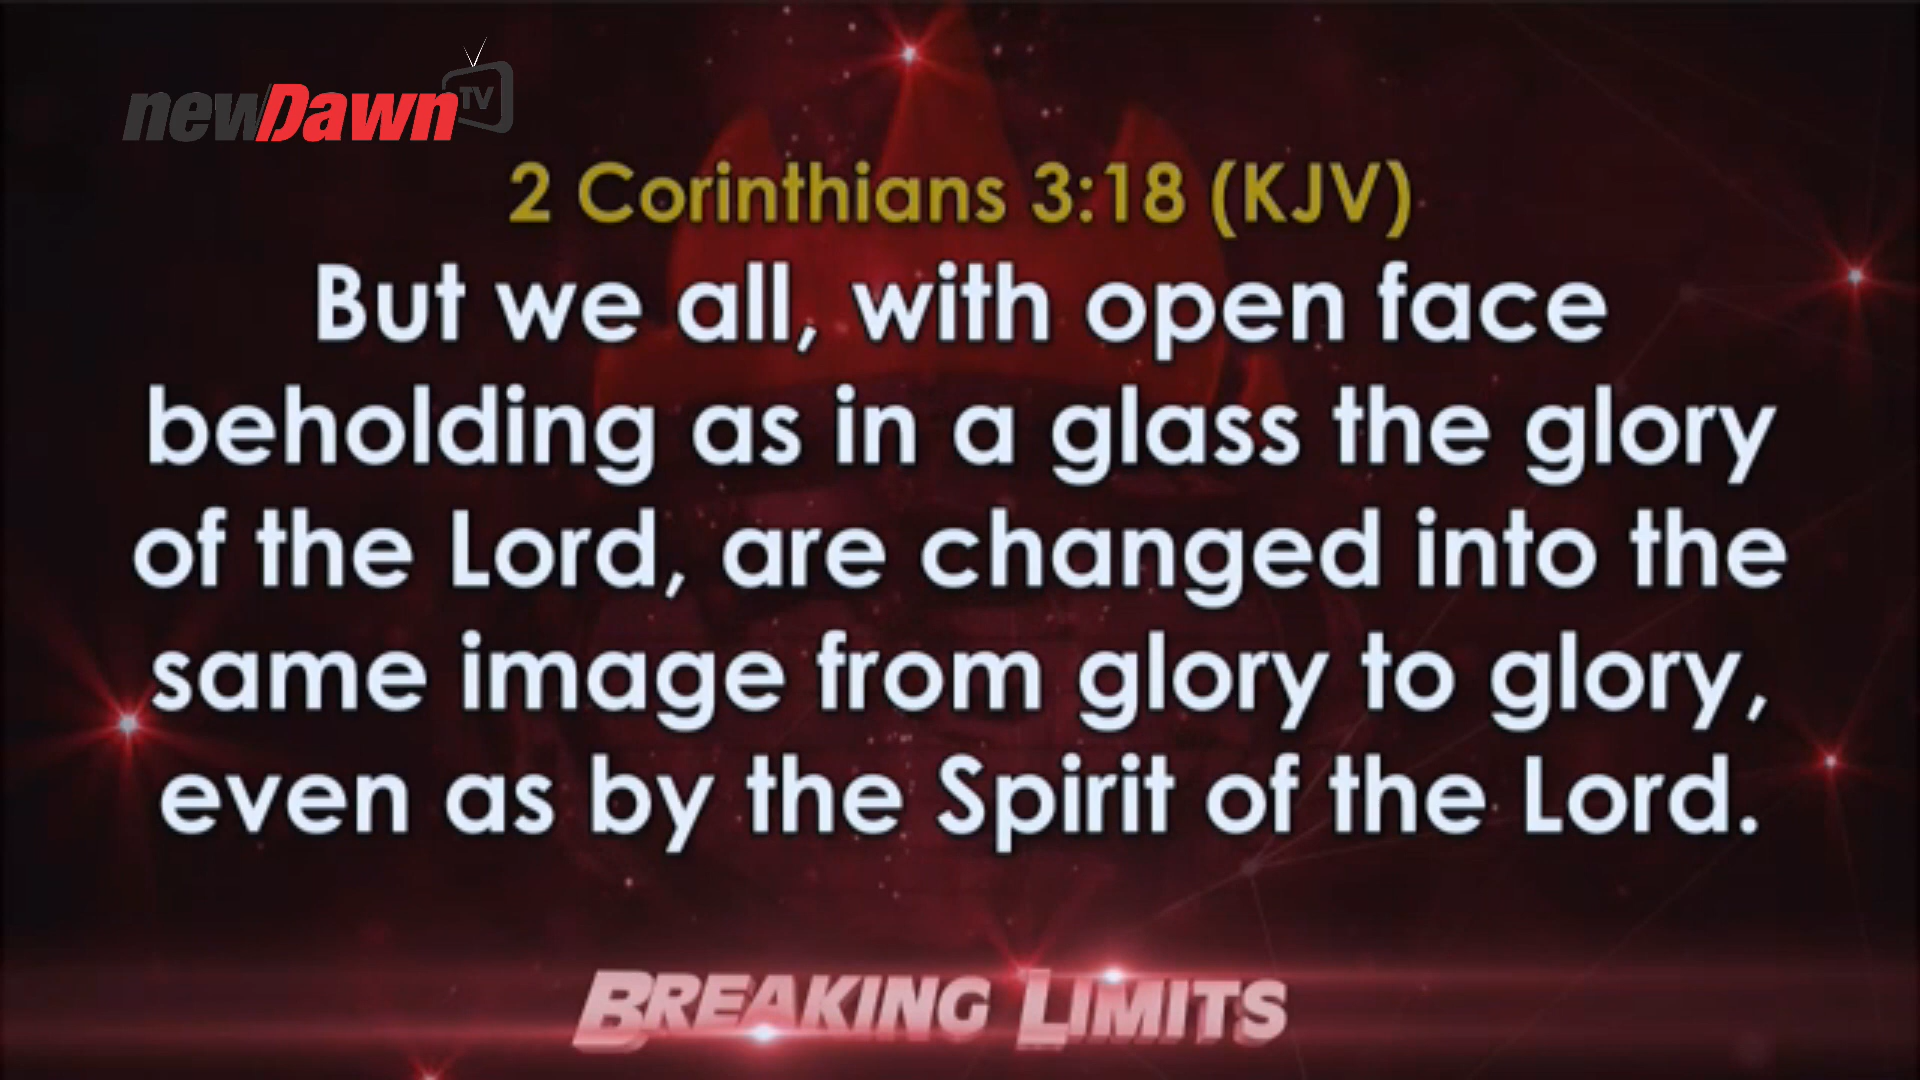 newDawn TV
2 Corinthians 3:18 (KJV)
But we all, with open face
beholding as in a glass the glory
of the Lord, are changed into the
same image from glory to glory,
even as by the Spirit of the Lord.
BREAKING LIMITS